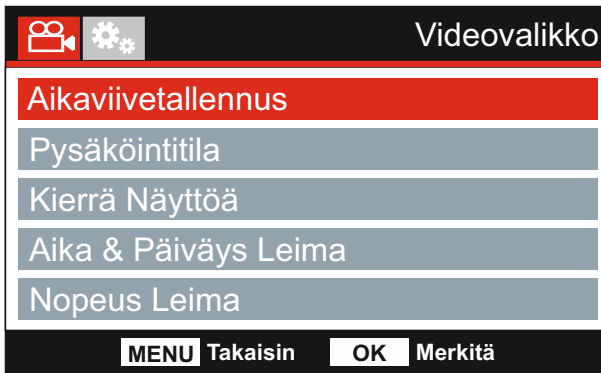 Videovalikko
Aikaviivetallennus
Pysäköintitila
Kierrä Näyttöä
Aika & Päiväys Leima
Nopeus Leima
MENU Takaisin OK Merkitä